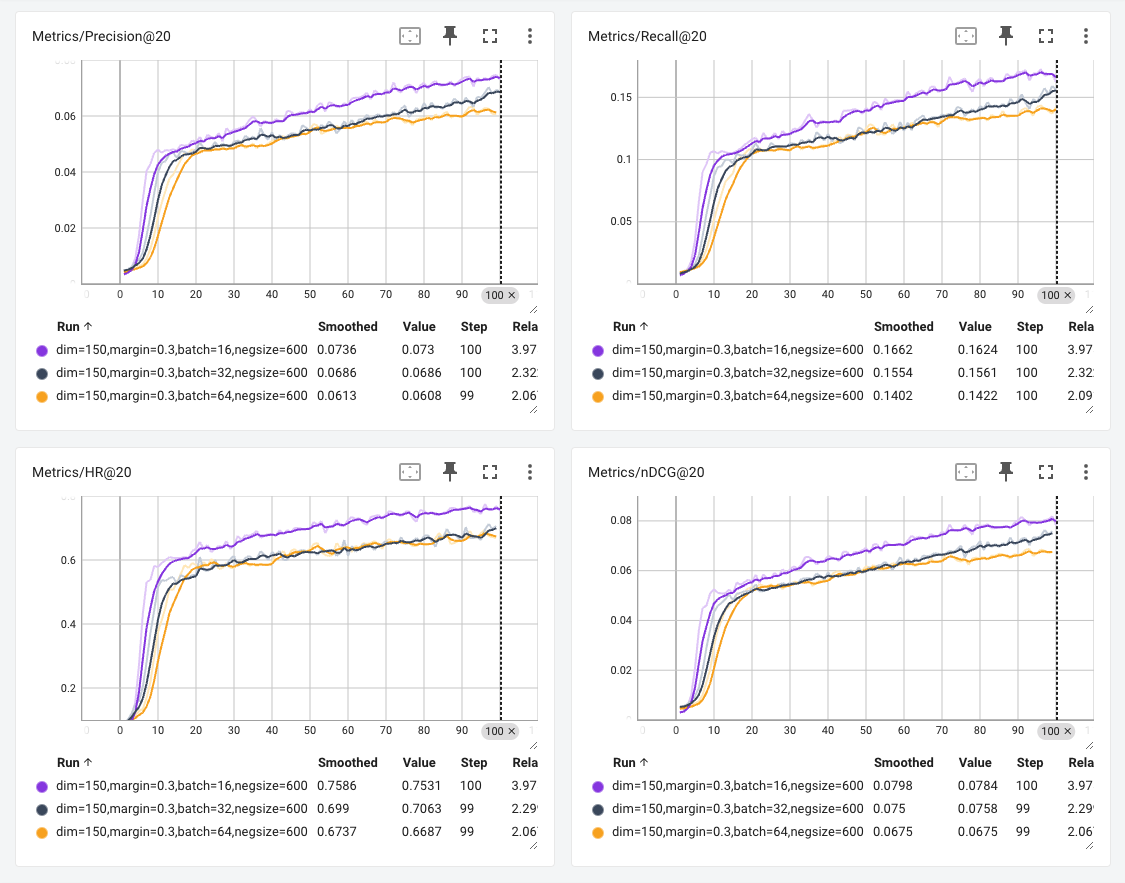 Metrics/Precision@20
0.06
0.04
0.02
0 10 20 30 40 50 60 70 80 90 100 ×
Run ↑ Smoothed Value Step Rela
dim=150,margin=0.3,batch=16,negsize=600 0.0736 0.073 100 3.97
dim=150,margin=0.3,batch=32,negsize=600 0.0686 0.0686 100 2.32
dim=150,margin=0.3,batch=64,negsize=600 0.0613 0.0608 99 2.06
Metrics/Recall@20
0.15
0.1
0.05
0 10 20 30 40 50 60 70 80 90 100 ×
Run ↑ Smoothed Value Step Rela
dim=150,margin=0.3,batch=16,negsize=600 0.1662 0.1624 100 3.97
dim=150,margin=0.3,batch=32,negsize=600 0.1554 0.1561 100 2.32
dim=150,margin=0.3,batch=64,negsize=600 0.1402 0.1422 99 2.09
Metrics/HR@20
0.6
0.4
0.2
0 10 20 30 40 50 60 70 80 90 100 ×
Run ↑ Smoothed Value Step Rela
dim=150,margin=0.3,batch=16,negsize=600 0.7586 0.7531 100 3.97
dim=150,margin=0.3,batch=32,negsize=600 0.699 0.7063 99 2.29
dim=150,margin=0.3,batch=64,negsize=600 0.6737 0.6687 99 2.06
Metrics/nDCG@20
0.08
0.06
0.04
0.02
0 10 20 30 40 50 60 70 80 90 100 ×
Run ↑ Smoothed Value Step Rela
dim=150,margin=0.3,batch=16,negsize=600 0.0798 0.0784 100 3.97
dim=150,margin=0.3,batch=32,negsize=600 0.075 0.0758 99 2.29
dim=150,margin=0.3,batch=64,negsize=600 0.0675 0.0675 99 2.06